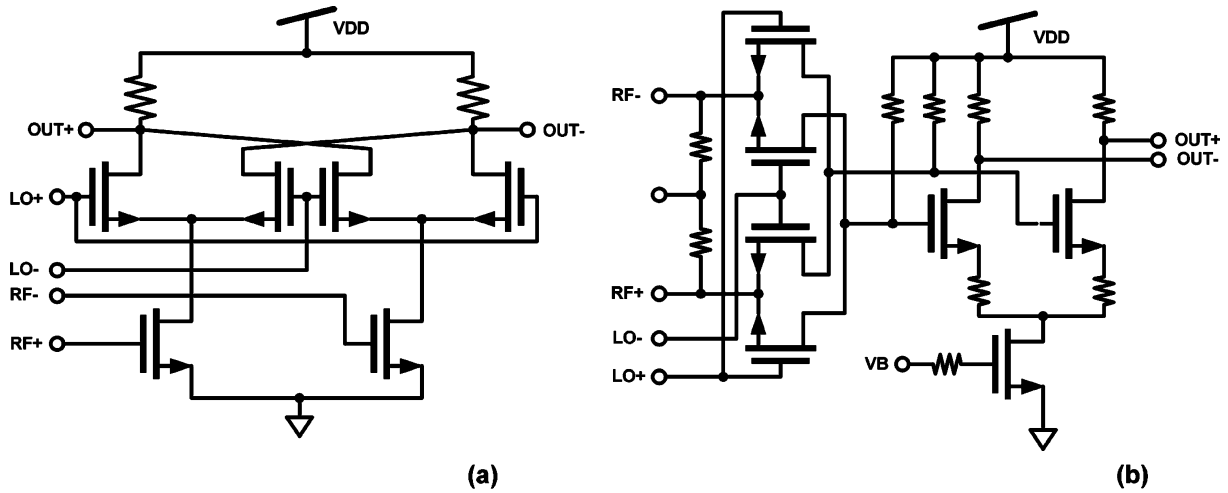 VDD
OUT+
OUT-
LO+
LO-
RF-
RF+
(a)
VDD
RF-
OUT+
OUT-
RF+
LO-
LO+
VB
(b)